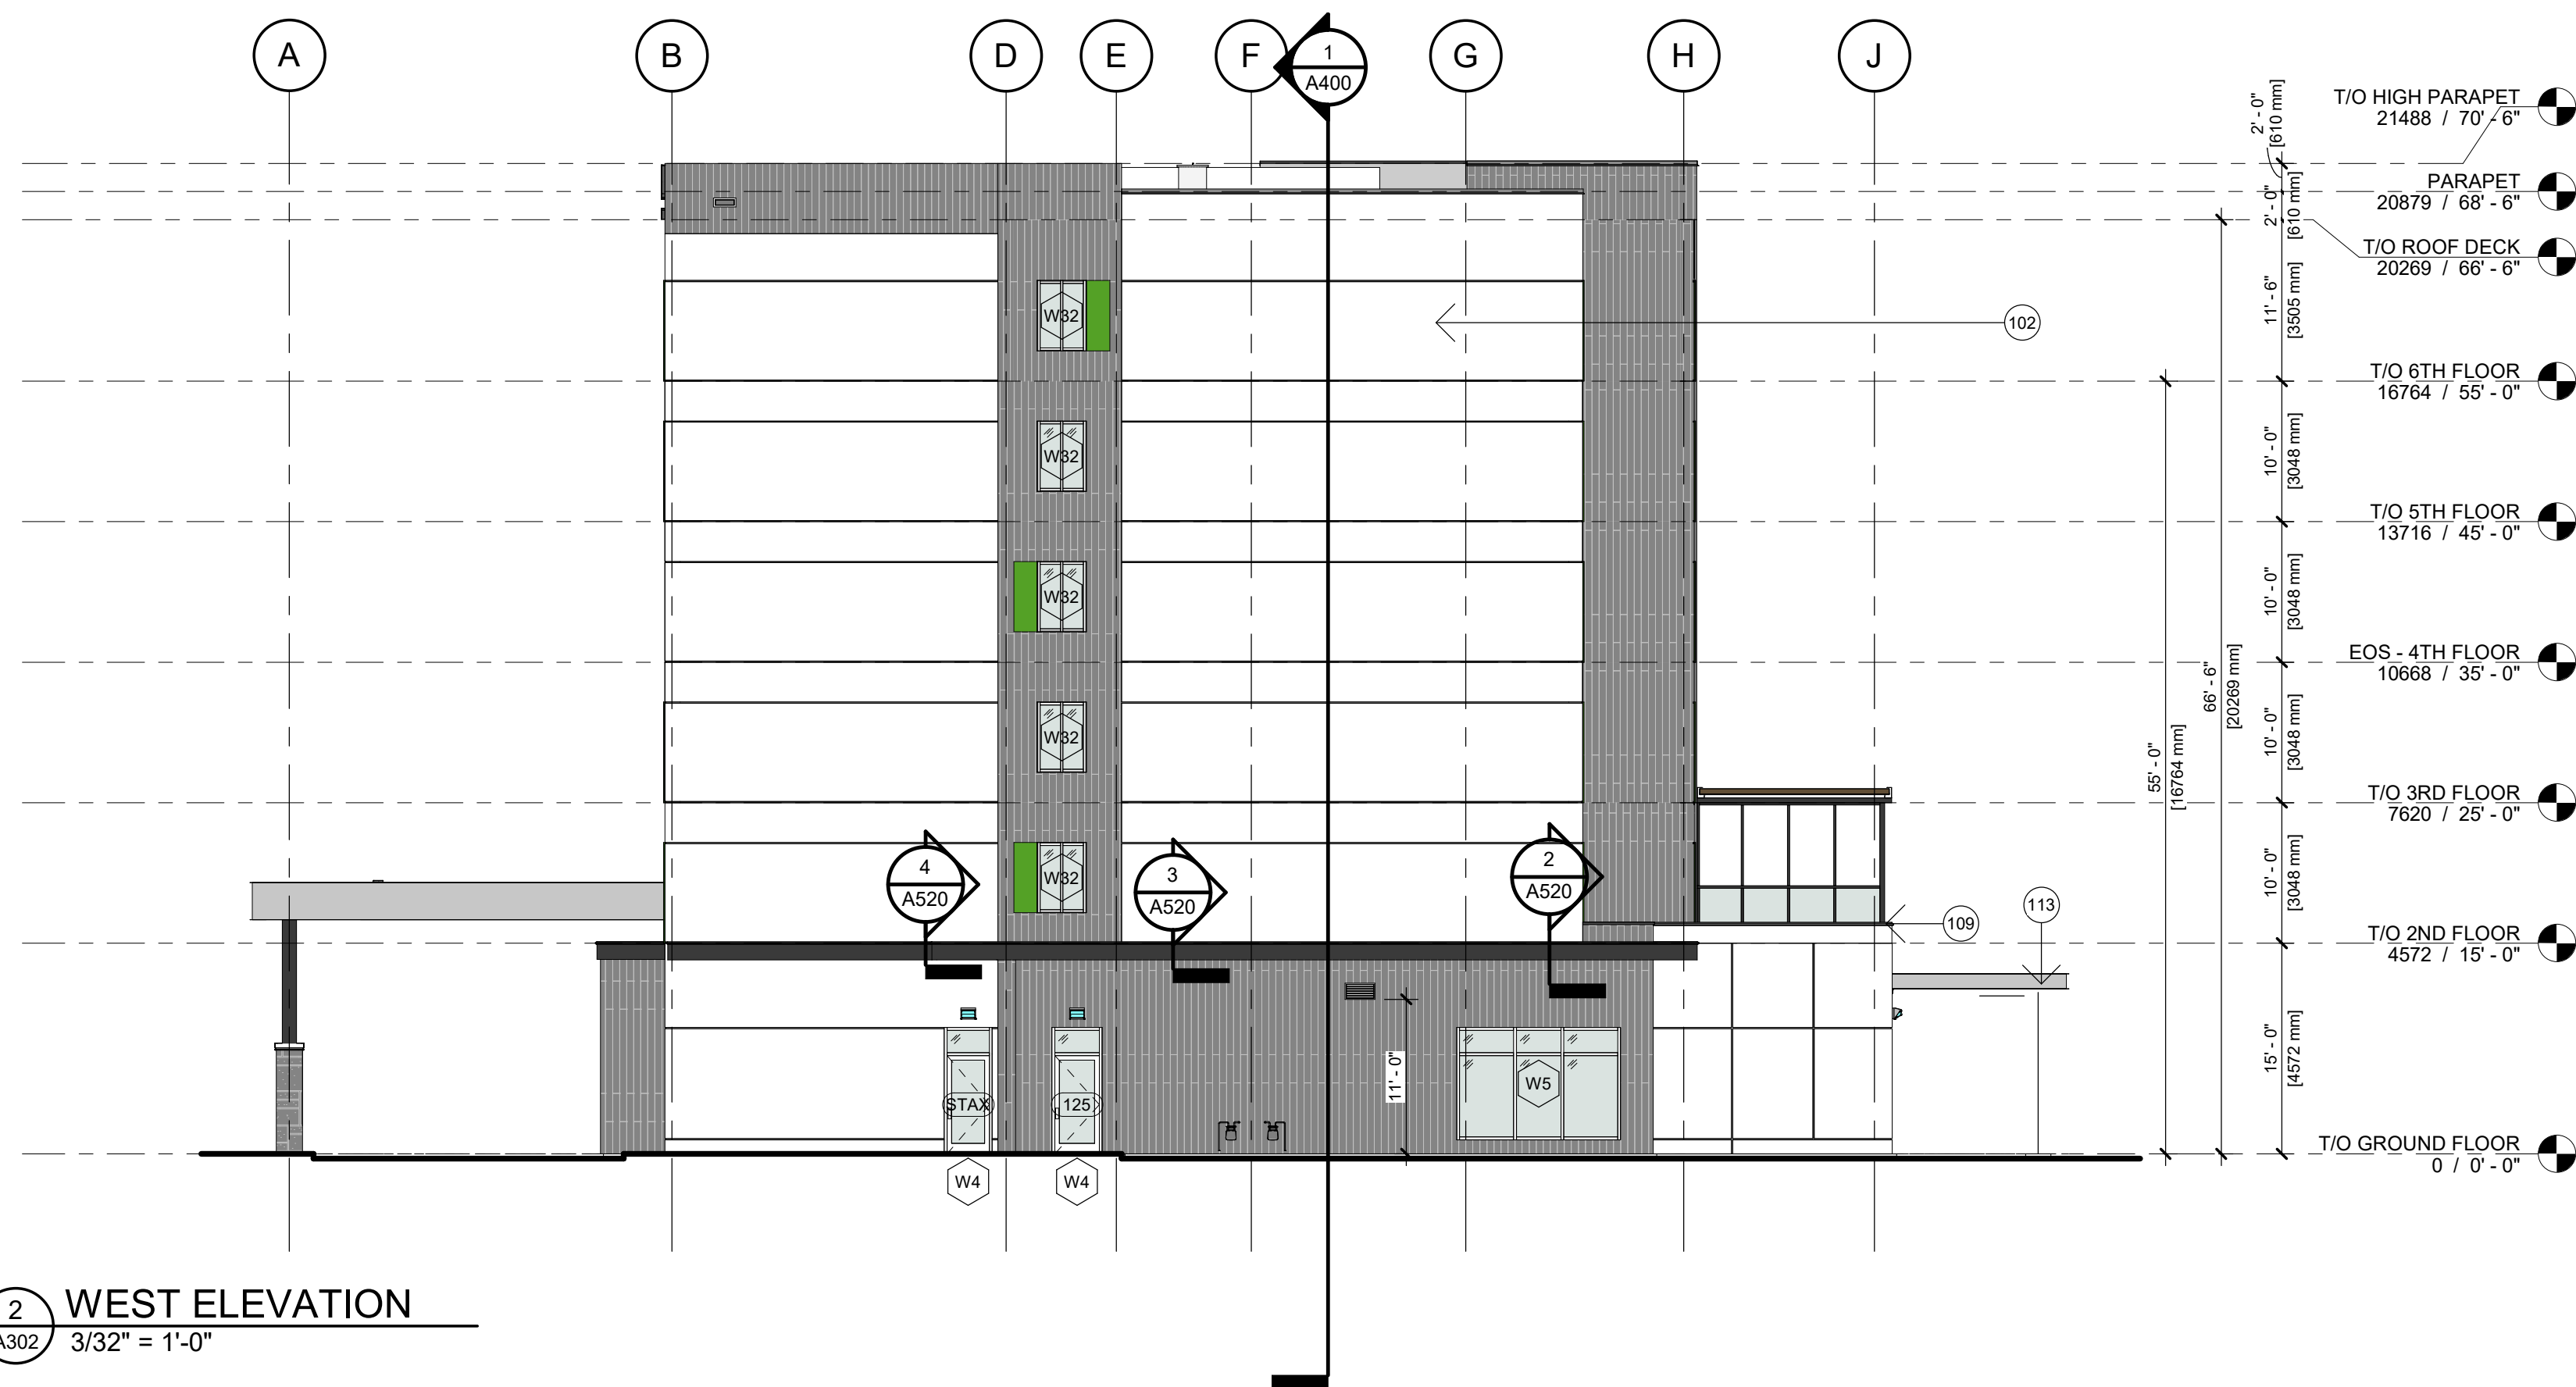 A B D E F G H J
1
A400
T/O HIGH PARAPET
21488 / 70' - 6"
PARAPET
20879 / 68' - 6"
T/O ROOF DECK
20269 / 66' - 6"
T/O 6TH FLOOR
16764 / 55' - 0"
T/O 5TH FLOOR
13716 / 45' - 0"
EOS - 4TH FLOOR
10668 / 35' - 0"
T/O 3RD FLOOR
7620 / 25' - 0"
T/O 2ND FLOOR
4572 / 15' - 0"
T/O GROUND FLOOR
0 / 0' - 0"
2' - 0"
[610 mm]
2' - 0"
[610 mm]
11' - 6"
[3505 mm]
10' - 0"
[3048 mm]
10' - 0"
[3048 mm]
10' - 0"
[3048 mm]
10' - 0"
[3048 mm]
15' - 0"
[4572 mm]
66' - 6"
[20269 mm]
55' - 0"
[16764 mm]
102
W32
W32
W32
W32
W32
4
A520
3
A520
2
A520
109
113
11' - 0"
STAX
125
W5
W4
W4
2
A302
WEST ELEVATION
3/32" = 1'-0"